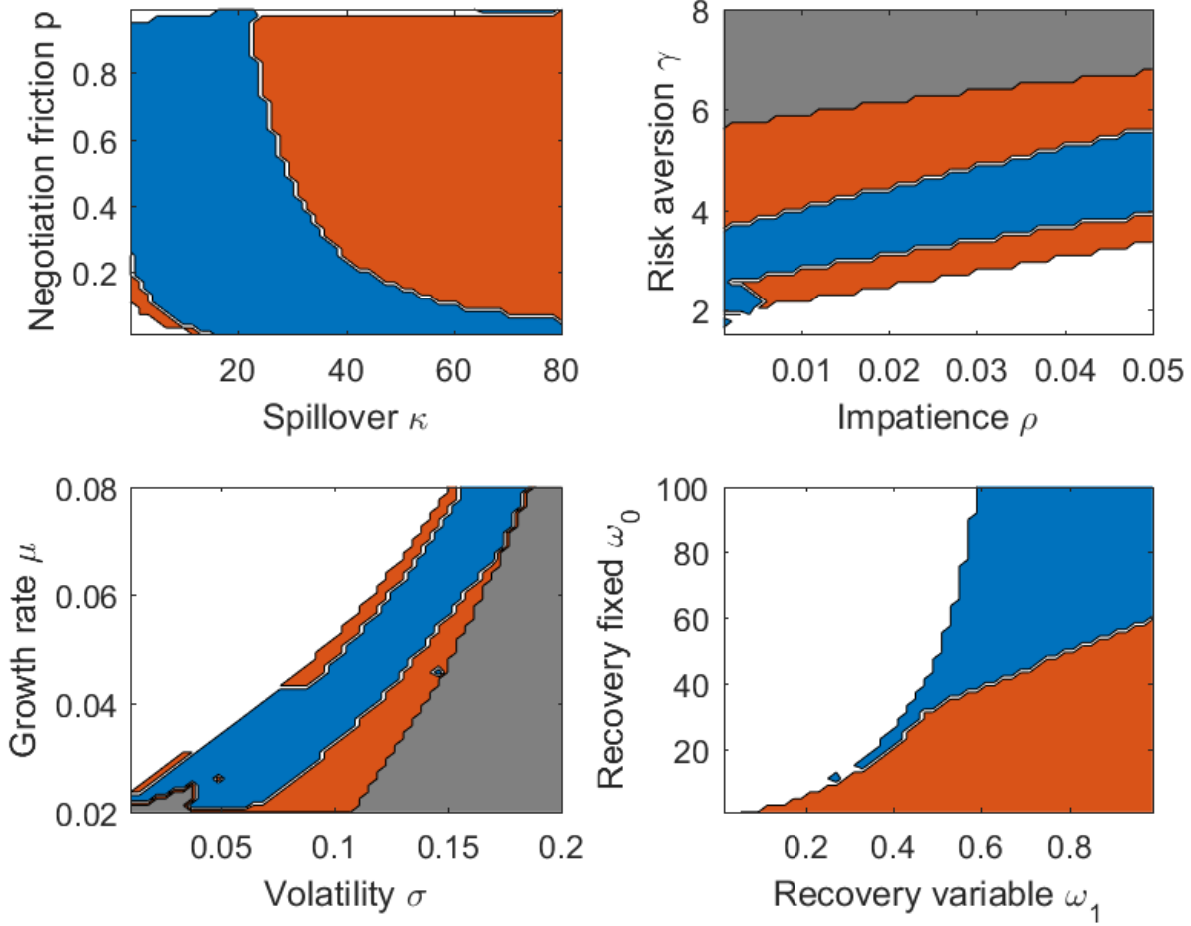 Negotiation friction p
0.8
0.6
0.4
0.2
20 40 60 80
Spillover κ
Risk aversion γ
8
6
4
2
0.01 0.02 0.03 0.04 0.05
Impatience ρ
Growth rate μ
0.08
0.06
0.04
0.02
0.05 0.1 0.15 0.2
Volatility σ
Recovery fixed ω₀
100
80
60
40
20
0.2 0.4 0.6 0.8
Recovery variable ω₁